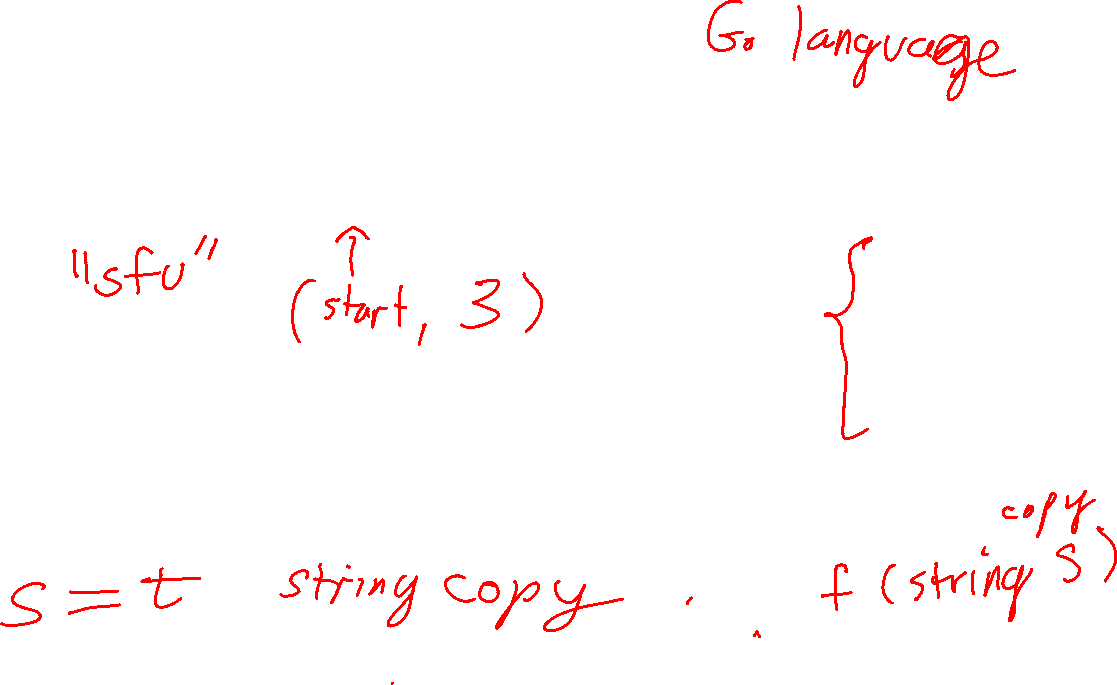 Go language
"sfu" (start, 3) {
copy
s = t string copy . f (string s)